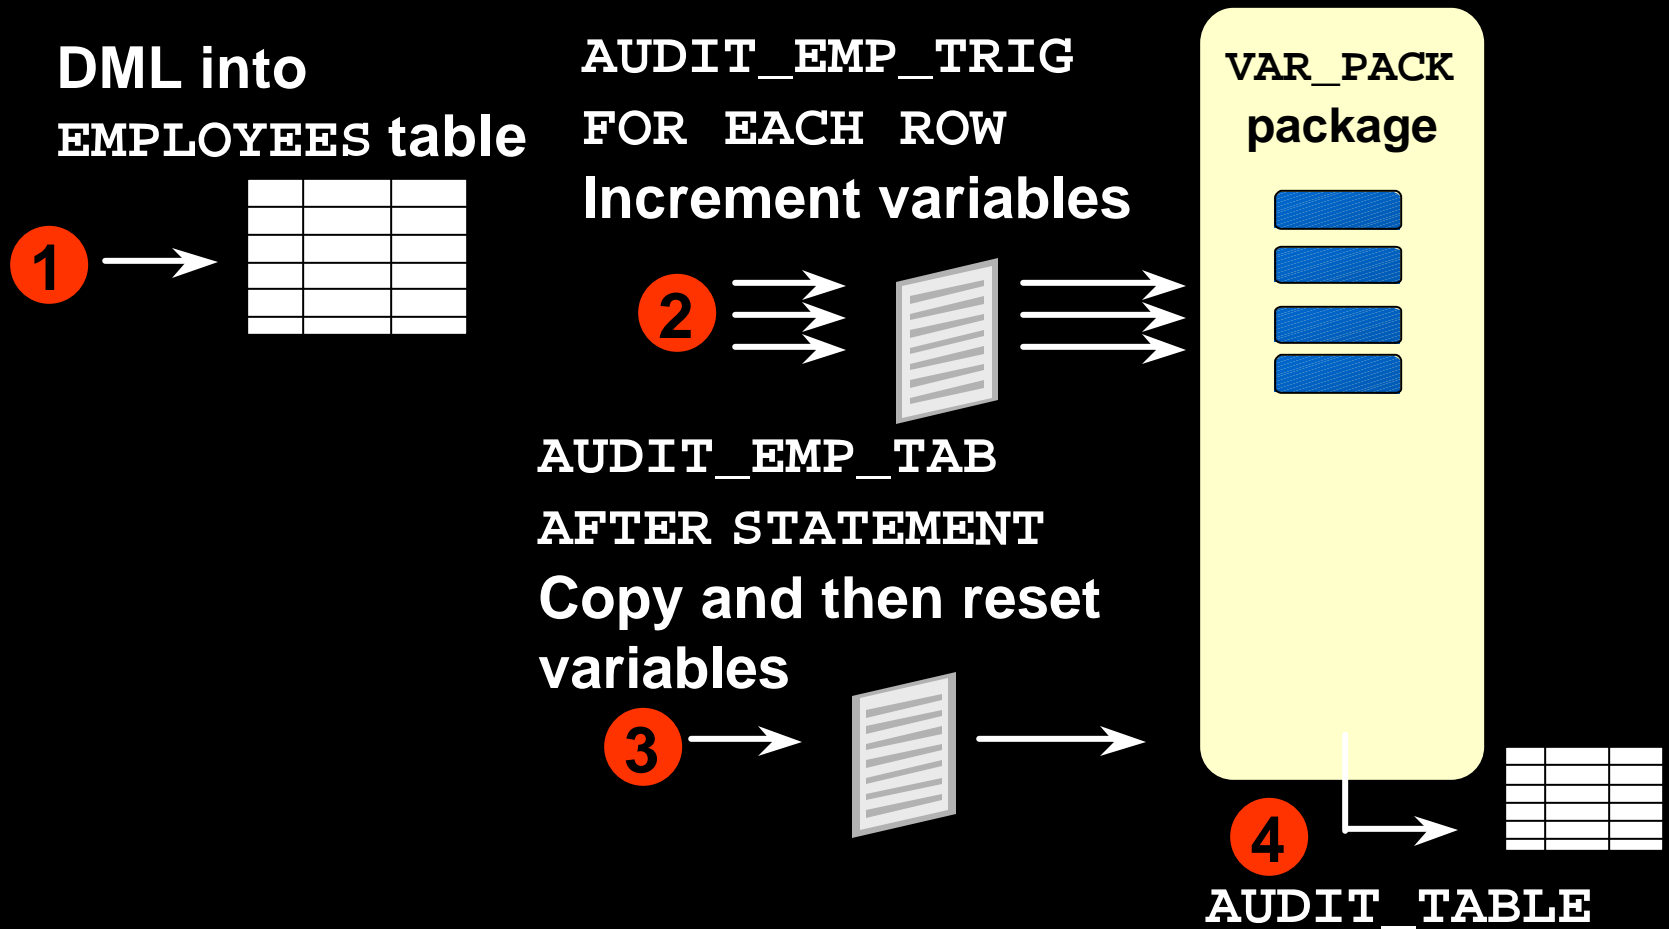 DML into
EMPLOYEES table
1
AUDIT_EMP_TRIG
FOR EACH ROW
Increment variables
2
VAR_PACK
package
AUDIT_EMP_TAB
AFTER STATEMENT
Copy and then reset
variables
3
4
AUDIT_TABLE